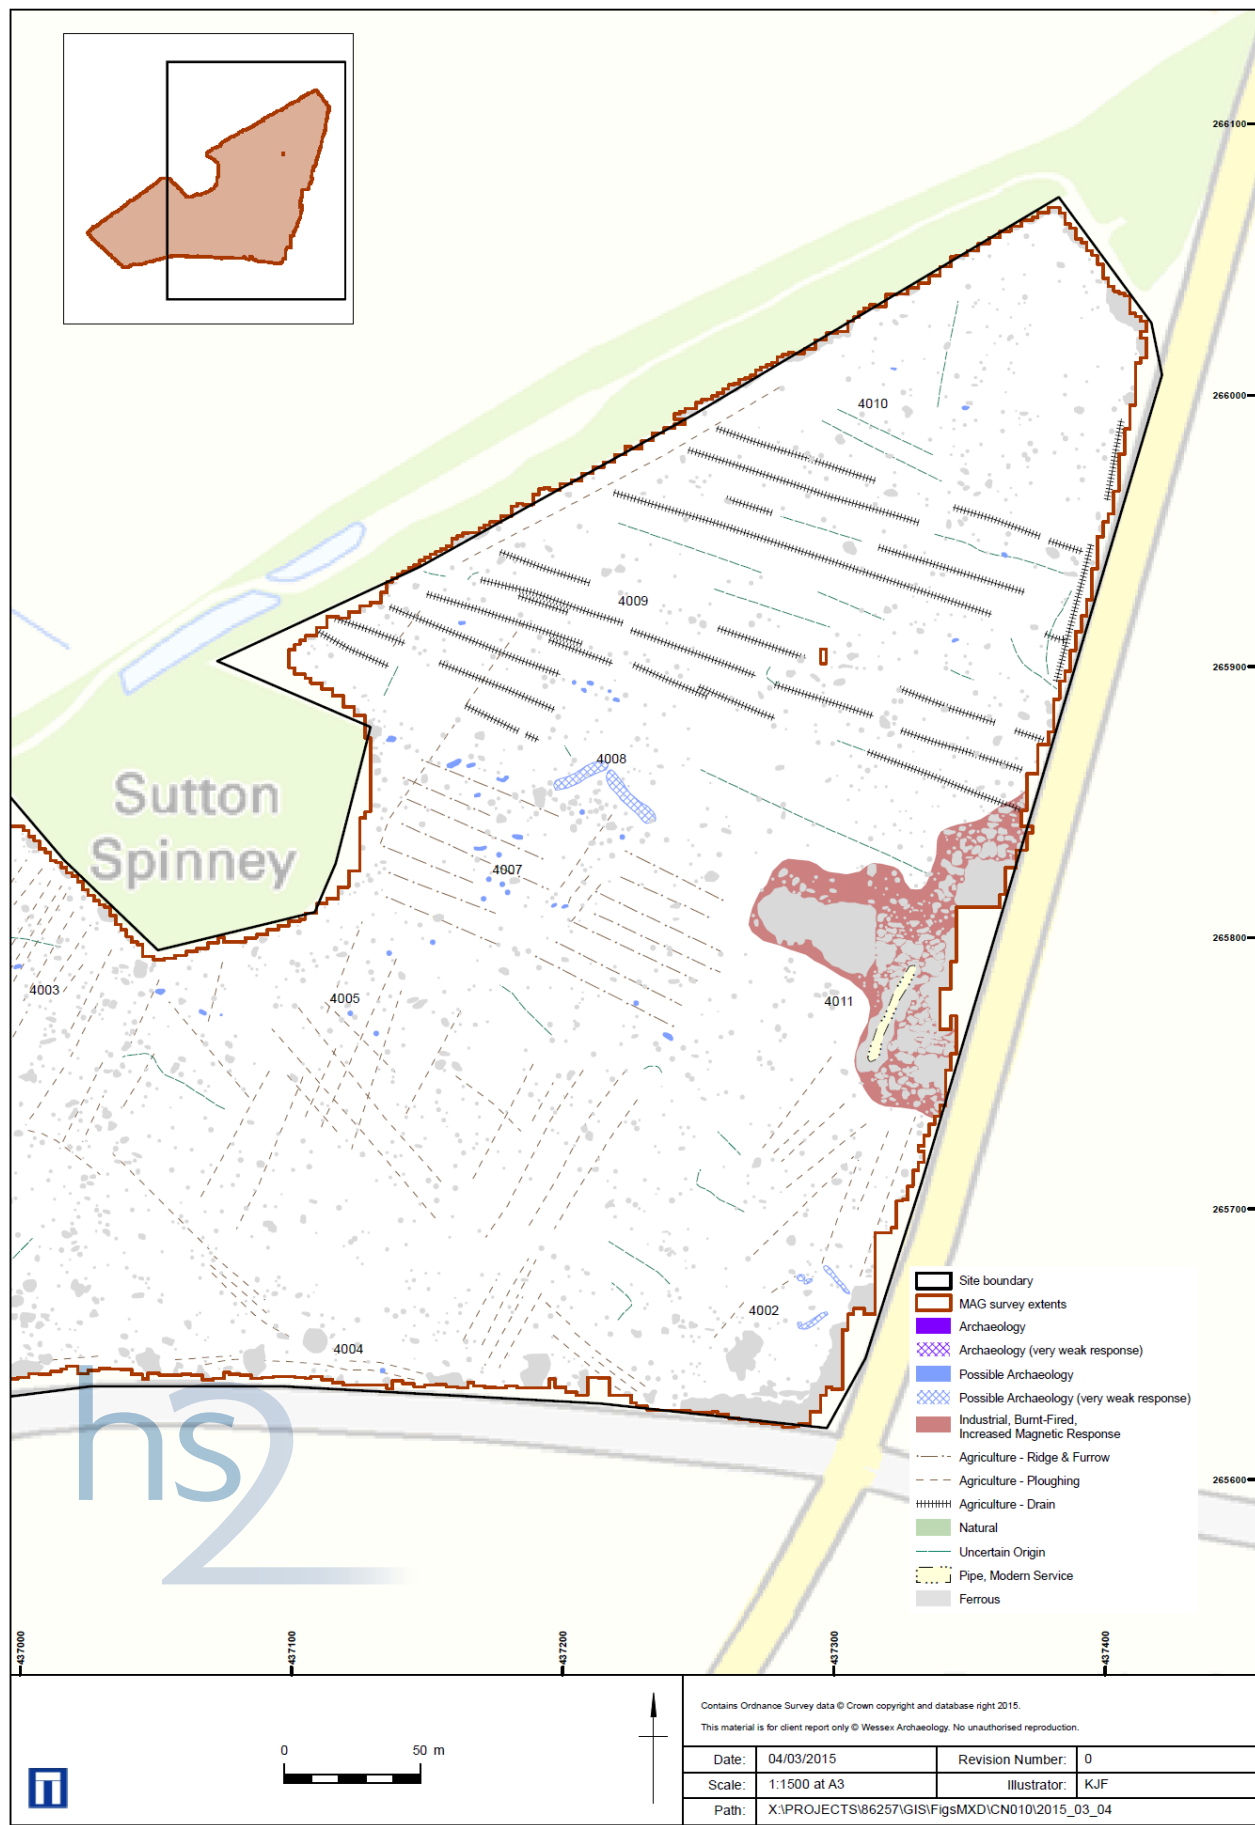 266100
266000
4010
4009
265900
4008
Sutton
Spinney
4007
265800
4003
4005
4011
265700
4002
4004
Site boundary
MAG survey extents
Archaeology
Archaeology (very weak response)
Possible Archaeology
Possible Archaeology (very weak response)
Industrial, Burnt-Fired,
Increased Magnetic Response
Agriculture - Ridge & Furrow
Agriculture - Ploughing
Agriculture - Drain
Natural
Uncertain Origin
Pipe, Modern Service
Ferrous
265600
hs2
437000
437100
437200
437300
437400
0 50 m
Contains Ordnance Survey data © Crown copyright and database right 2015.
This material is for client report only © Wessex Archaeology. No unauthorised reproduction.
Date: 04/03/2015 Revision Number: 0
Scale: 1:1500 at A3 Illustrator: KJF
Path: X:\PROJECTS\86257\GIS\FigsMXD\CN010\2015_03_04